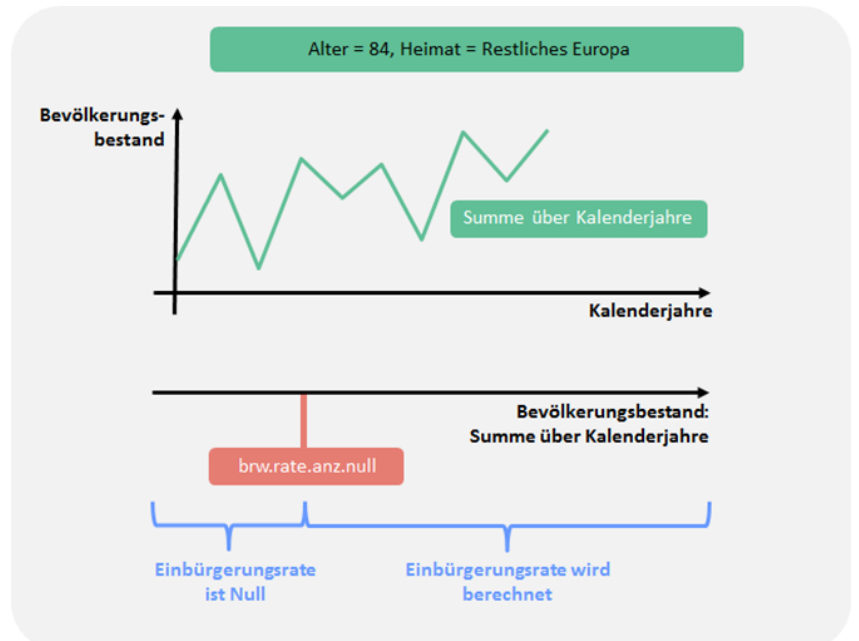 Alter = 84, Heimat = Restliches Europa
Bevölkerungs-
bestand
Summe über Kalenderjahre
Kalenderjahre
Bevölkerungsbestand:
Summe über Kalenderjahre
brw.rate.anz.null
Einbürgerungsrate
ist Null
Einbürgerungsrate wird
berechnet